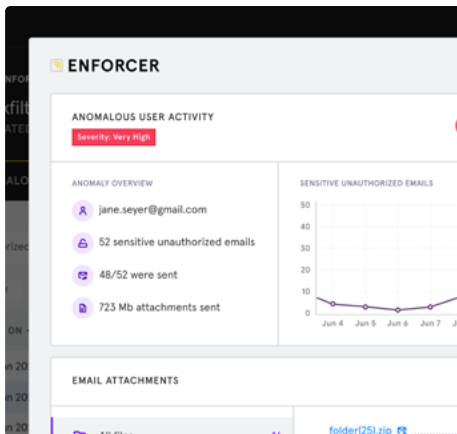 ENFORCER
ANOMALOUS USER ACTIVITY
Severity: Very High
ANOMALY OVERVIEW
jane.seyer@gmail.com
52 sensitive unauthorized emails
48/52 were sent
723 Mb attachments sent
SENSITIVE UNAUTHORIZED EMAILS
50
40
30
20
10
0
Jun 4 Jun 5 Jun 6 Jun 7
EMAIL ATTACHMENTS
All files
folder(25).zip